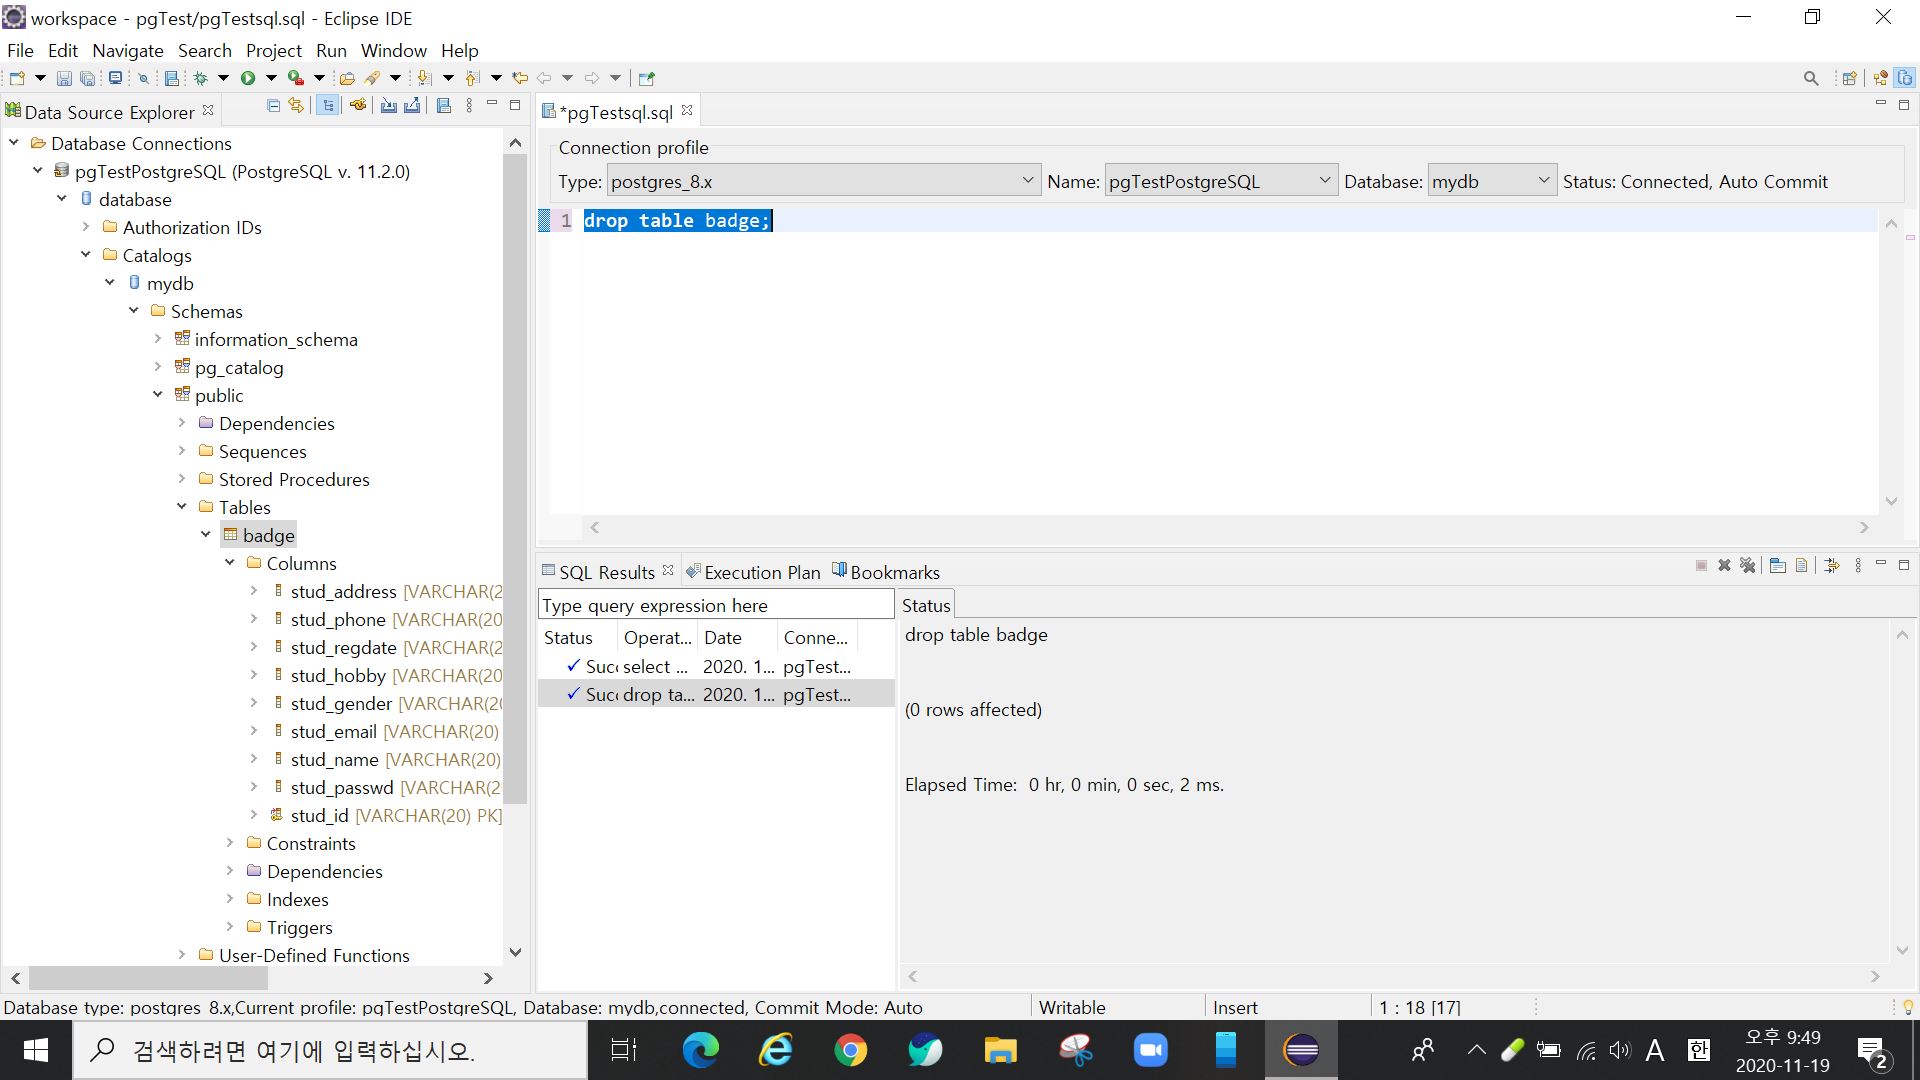 workspace - pgTest/pgTestsql.sql - Eclipse IDE
File Edit Navigate Search Project Run Window Help
Data Source Explorer
Database Connections
pgTestPostgreSQL (PostgreSQL v. 11.2.0)
database
Authorization IDs
Catalogs
mydb
Schemas
information_schema
pg_catalog
public
Dependencies
Sequences
Stored Procedures
Tables
badge
Columns
stud_address [VARCHAR(2
stud_phone [VARCHAR(20
stud_regdate [VARCHAR(2
stud_hobby [VARCHAR(20
stud_gender [VARCHAR(20
stud_email [VARCHAR(20)
stud_name [VARCHAR(20)
stud_passwd [VARCHAR(2
stud_id [VARCHAR(20) PK]
Constraints
Dependencies
Indexes
Triggers
User-Defined Functions
*pgTestsql.sql
Connection profile
Type: postgres_8.x Name: pgTestPostgreSQL Database: mydb Status: Connected, Auto Commit
1 drop table badge;
SQL Results Execution Plan Bookmarks
Type query expression here
Status Operat... Date Conne...
✓ Succ select ... 2020. 1... pgTest...
✓ Succ drop ta... 2020. 1... pgTest...
Status
drop table badge
(0 rows affected)
Elapsed Time: 0 hr, 0 min, 0 sec, 2 ms.
Database type: postgres_8.x,Current profile: pgTestPostgreSQL, Database: mydb,connected, Commit Mode: Auto
Writable
Insert
1 : 18 [17]
검색하려면 여기에 입력하십시오.
A 한
오후 9:49
2020-11-19
2